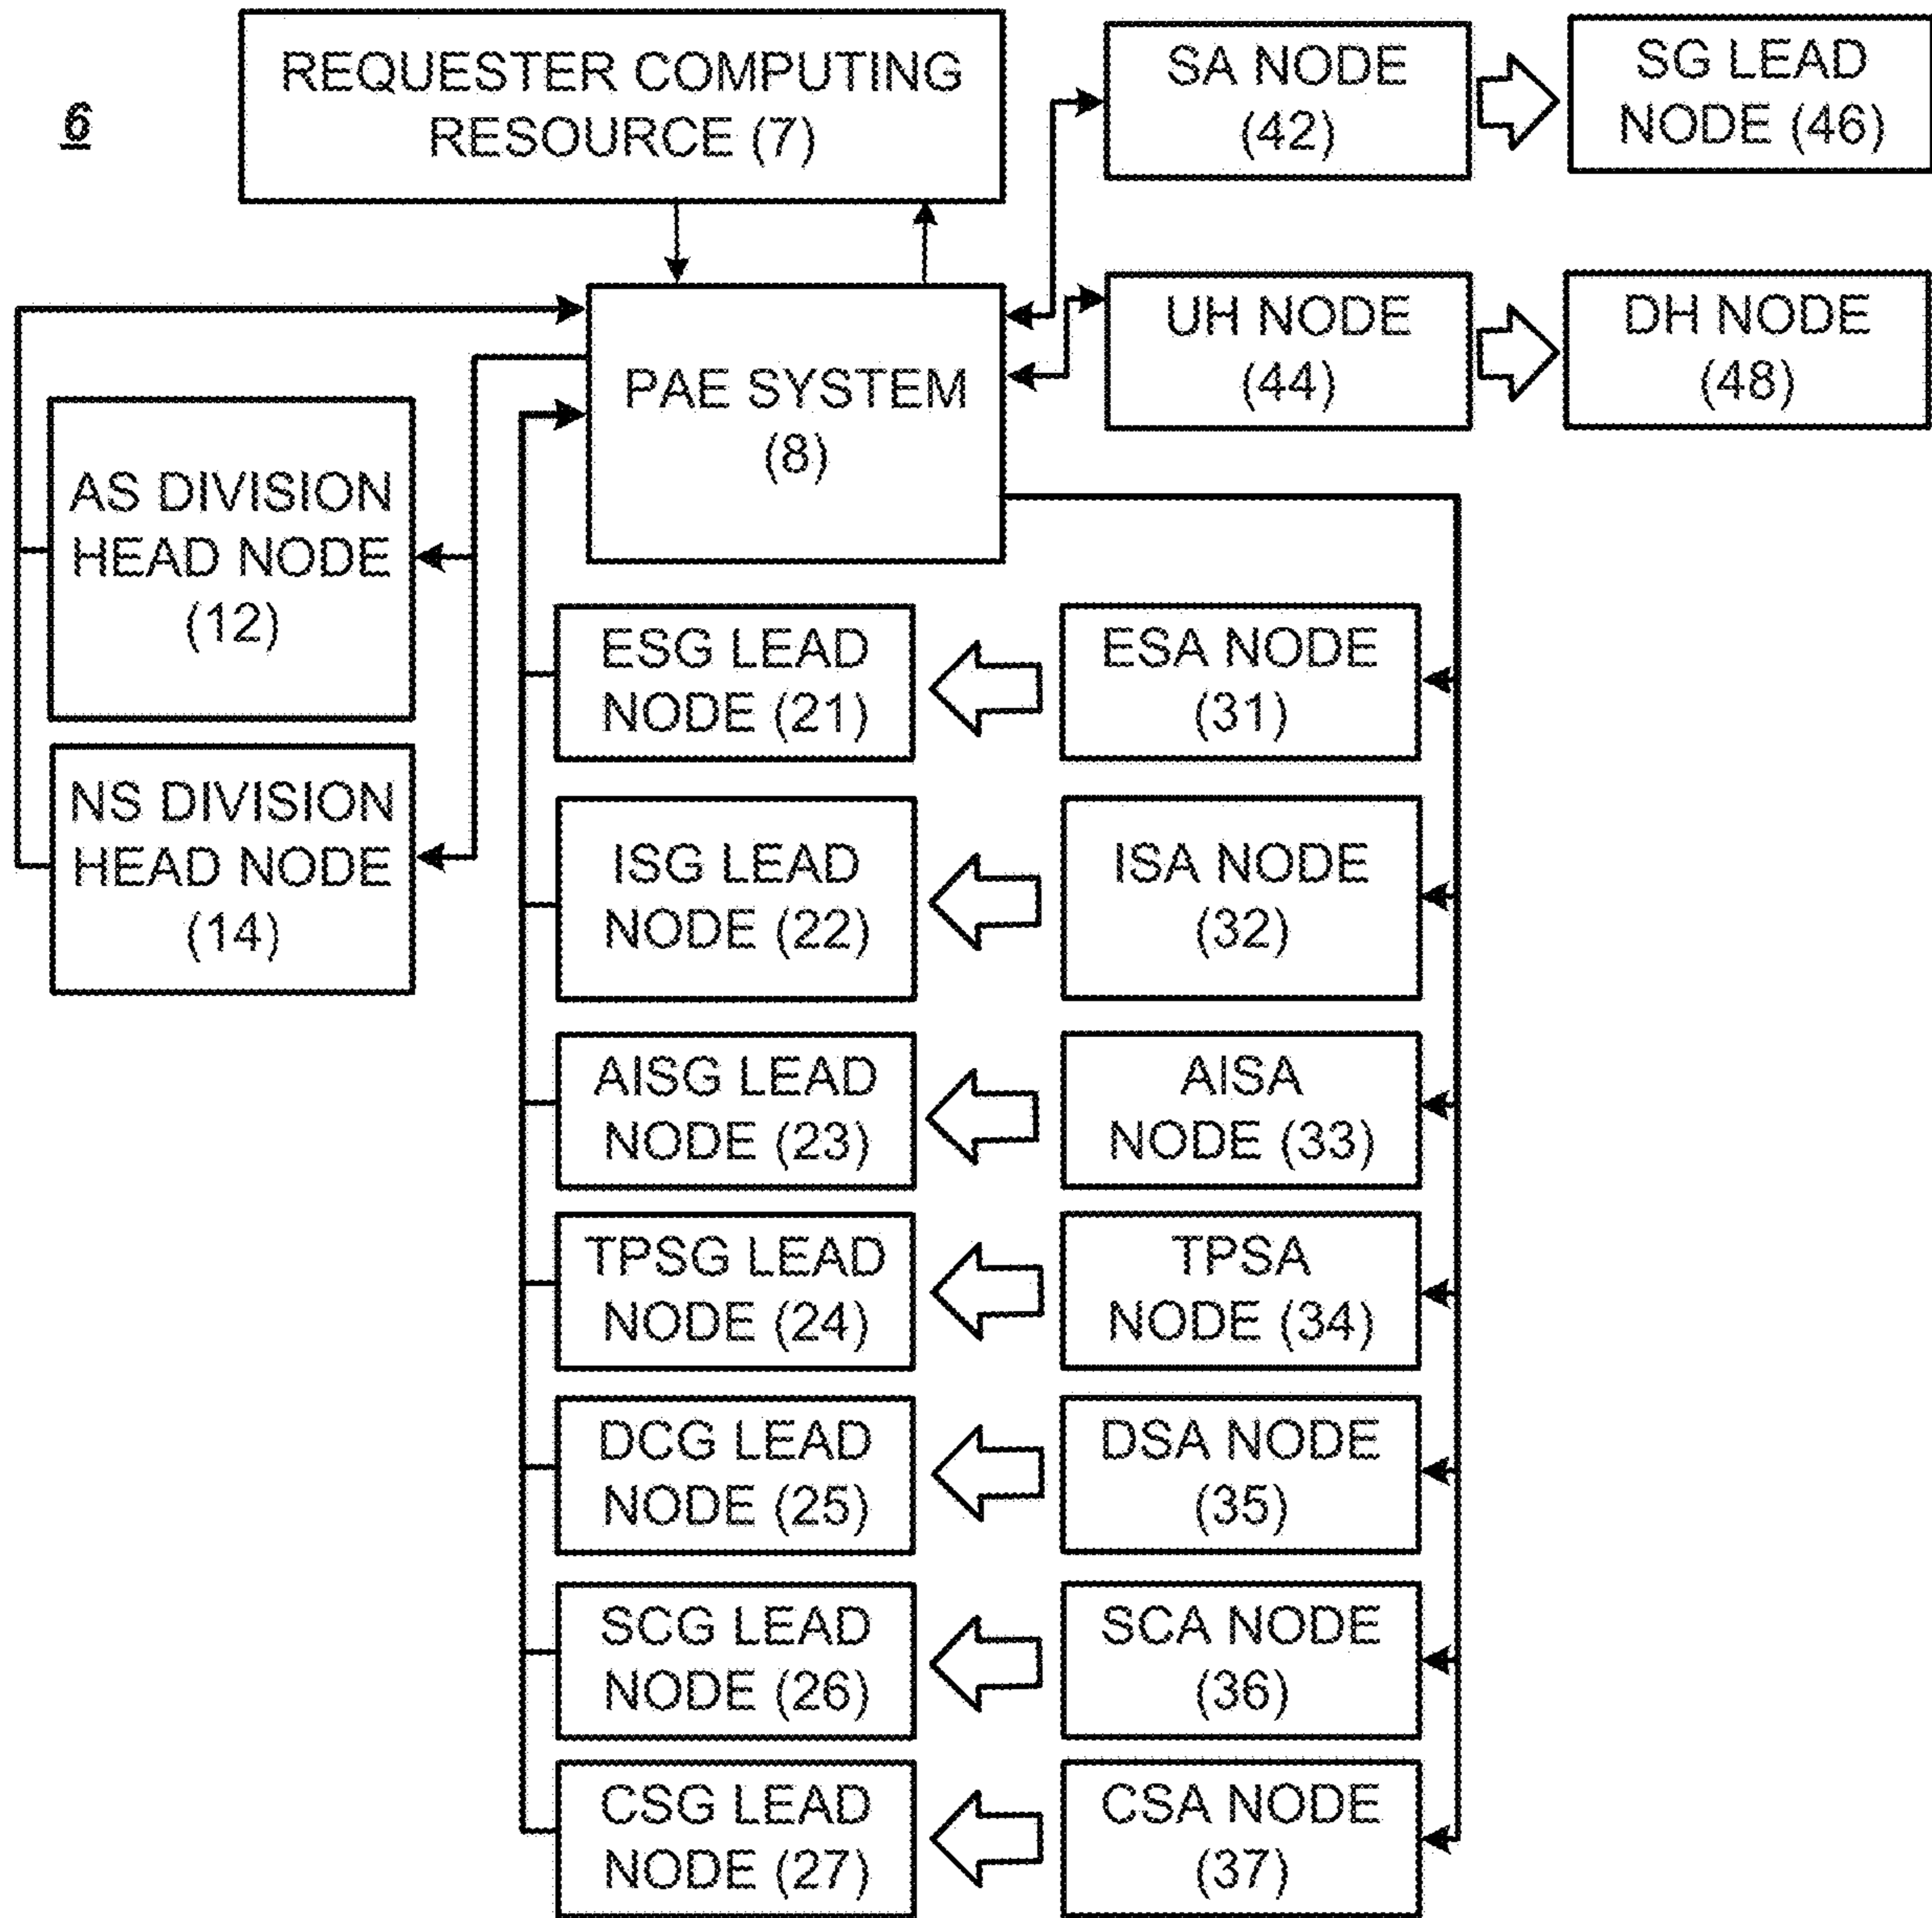 6
REQUESTER COMPUTING
RESOURCE (7)
SA NODE
(42)
SG LEAD
NODE (46)
UH NODE
(44)
DH NODE
(48)
PAE SYSTEM
(8)
AS DIVISION
HEAD NODE
(12)
NS DIVISION
HEAD NODE
(14)
ESG LEAD
NODE (21)
ESA NODE
(31)
ISG LEAD
NODE (22)
ISA NODE
(32)
AISG LEAD
NODE (23)
AISA
NODE (33)
TPSG LEAD
NODE (24)
TPSA
NODE (34)
DCG LEAD
NODE (25)
DSA NODE
(35)
SCG LEAD
NODE (26)
SCA NODE
(36)
CSG LEAD
NODE (27)
CSA NODE
(37)